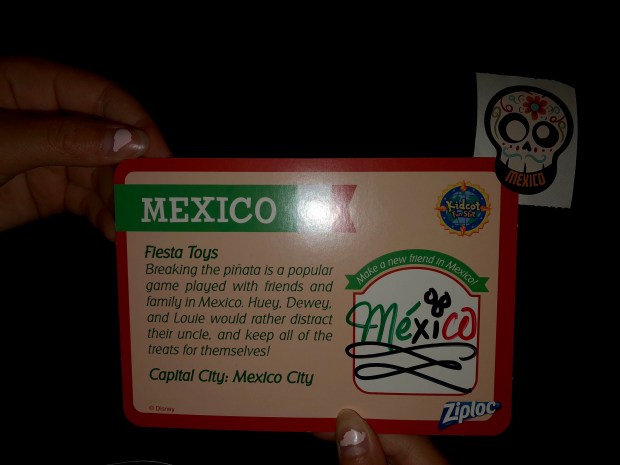 MEXICO
Kidcot
FUN STOP
MEXICO
Fiesta Toys
Breaking the piñata is a popular
game played with friends and
family in Mexico. Huey, Dewey,
and Louie would rather distract
their uncle, and keep all of the
treats for themselves!
Capital City: Mexico City
Make a new friend in Mexico!
México
© Disney
Ziploc